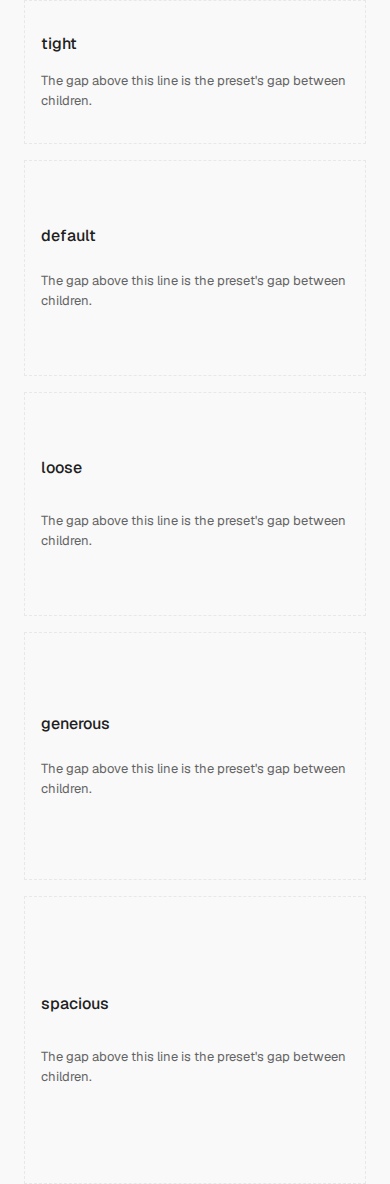 tight
The gap above this line is the preset's gap between
children.
default
The gap above this line is the preset's gap between
children.
loose
The gap above this line is the preset's gap between
children.
generous
The gap above this line is the preset's gap between
children.
spacious
The gap above this line is the preset's gap between
children.